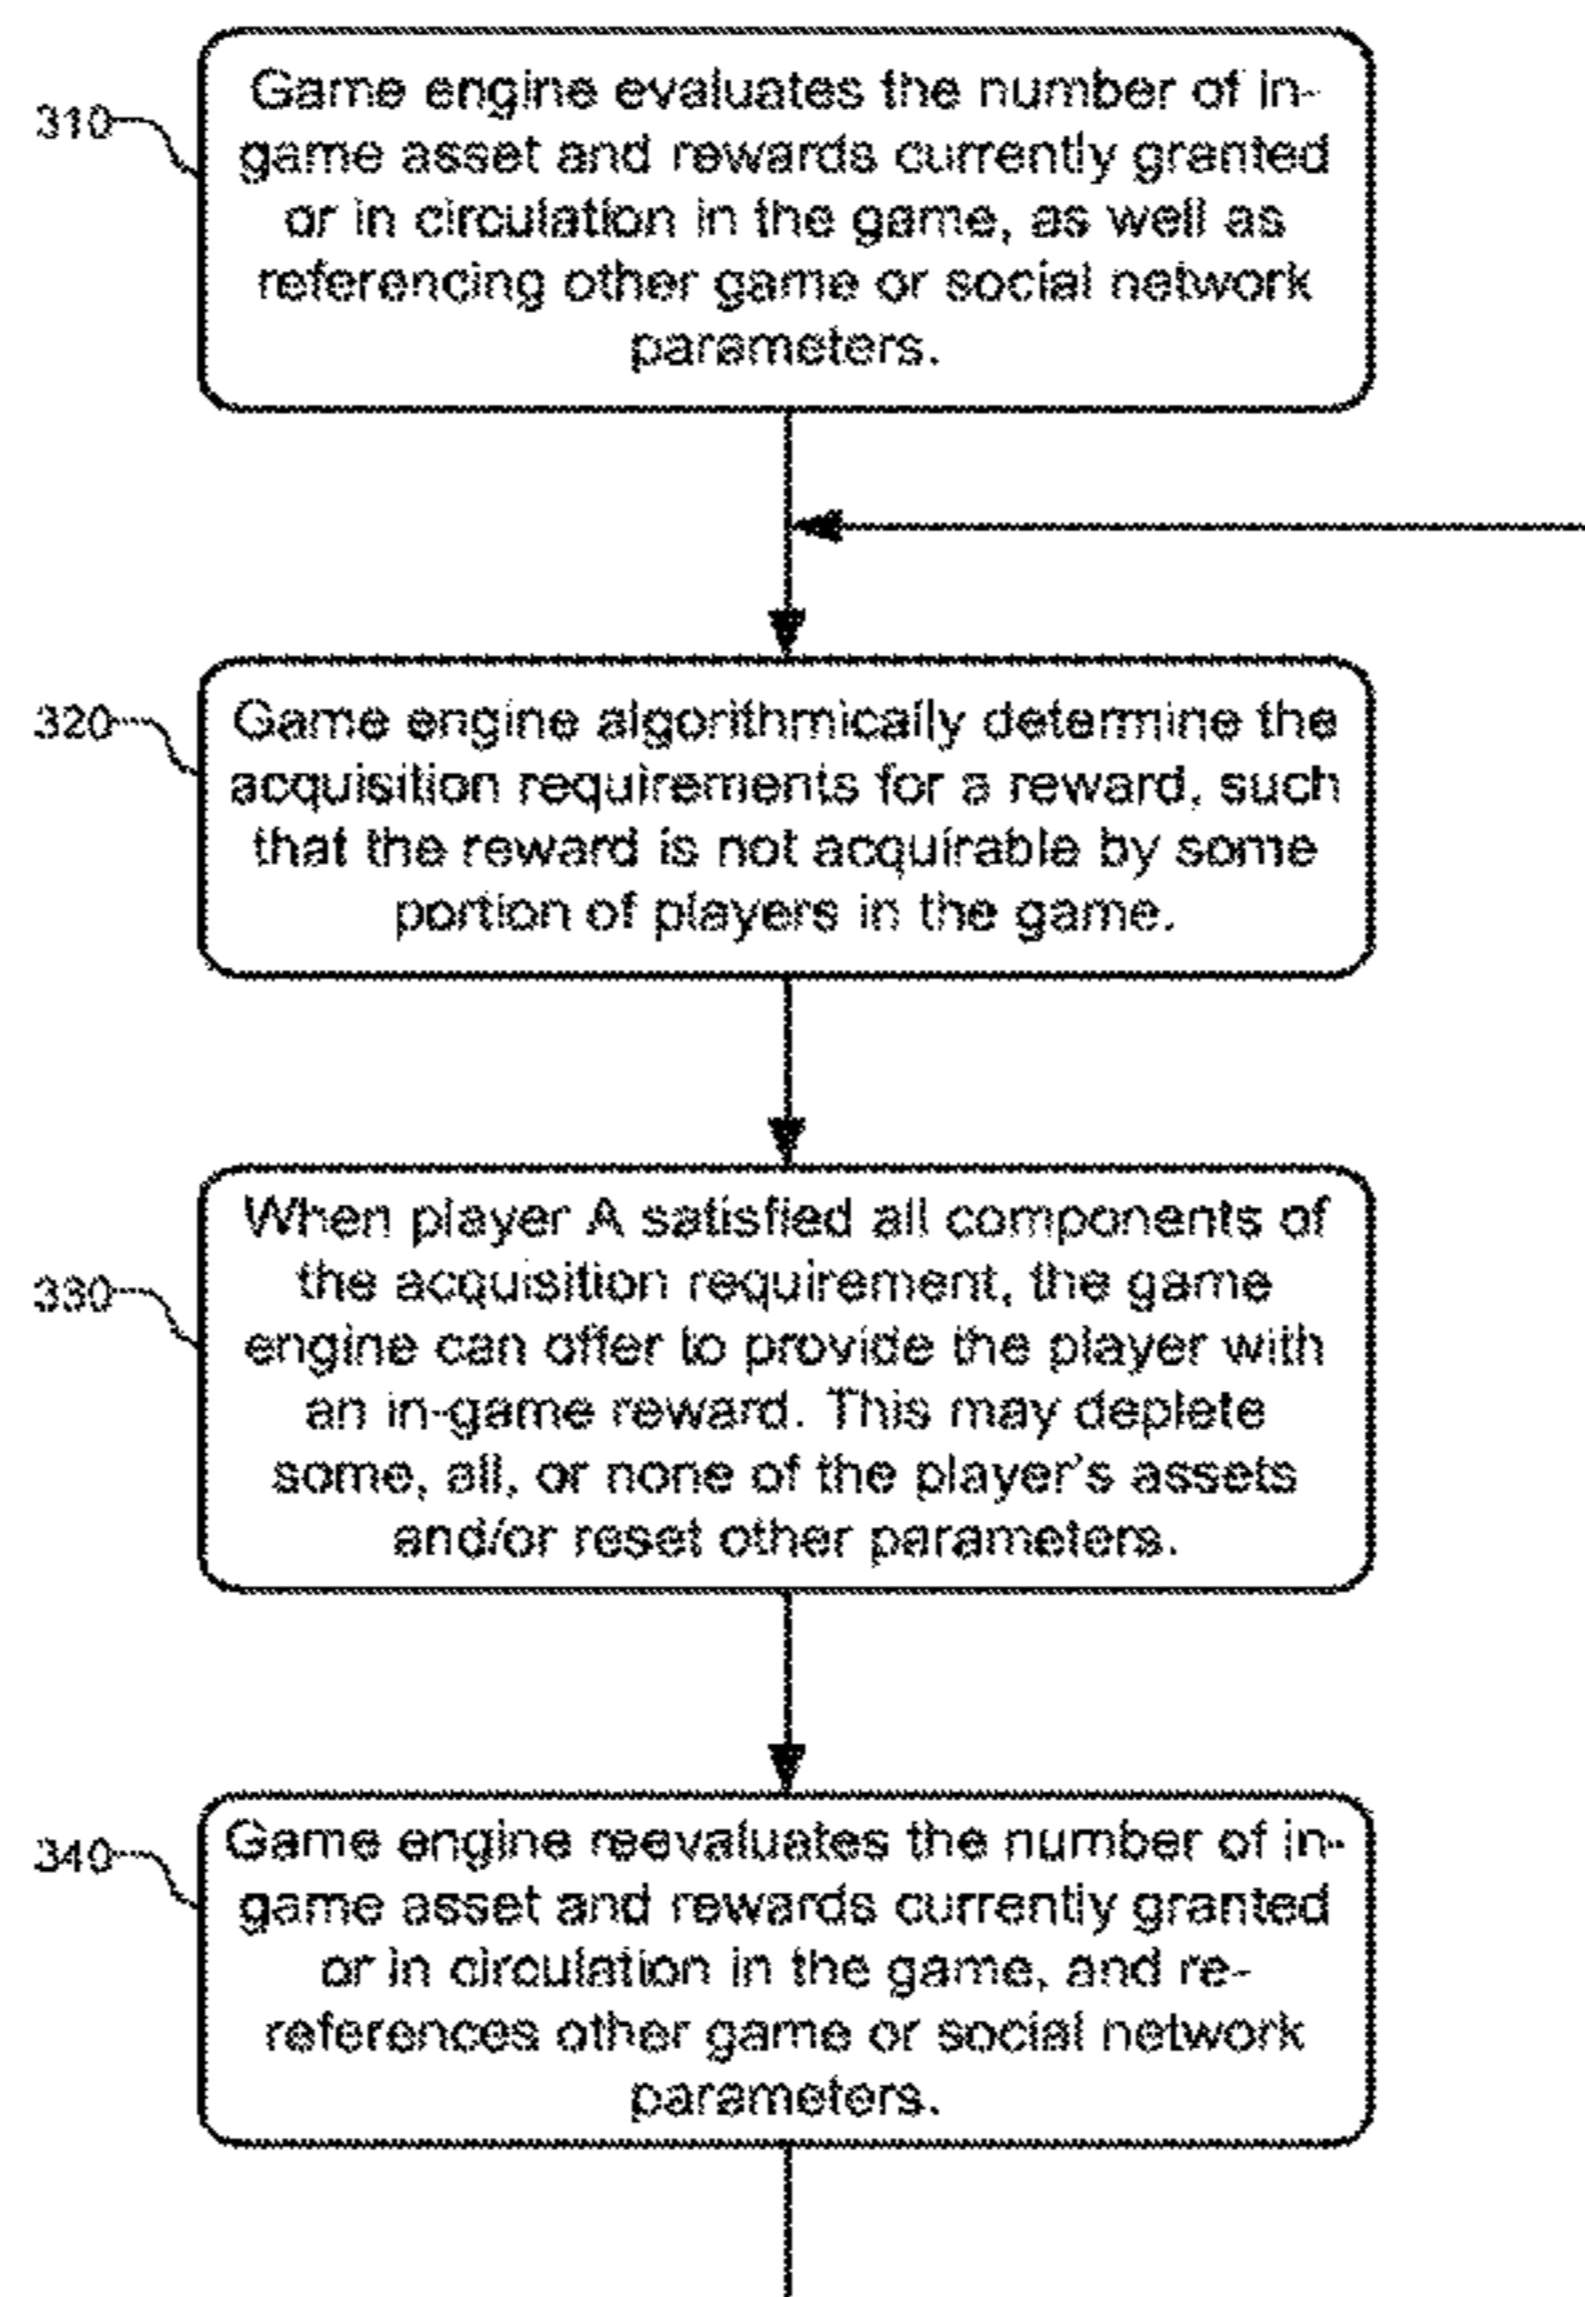 310
Game engine evaluates the number of in-
game asset and rewards currently granted
or in circulation in the game, as well as
referencing other game or social network
parameters.
320
Game engine algorithmically determine the
acquisition requirements for a reward, such
that the reward is not acquirable by some
portion of players in the game.
330
When player A satisfied all components of
the acquisition requirement, the game
engine can offer to provide the player with
an in-game reward. This may deplete
some, all, or none of the player's assets
and/or reset other parameters.
340
Game engine reevaluates the number of in-
game asset and rewards currently granted
or in circulation in the game, and re-
references other game or social network
parameters.